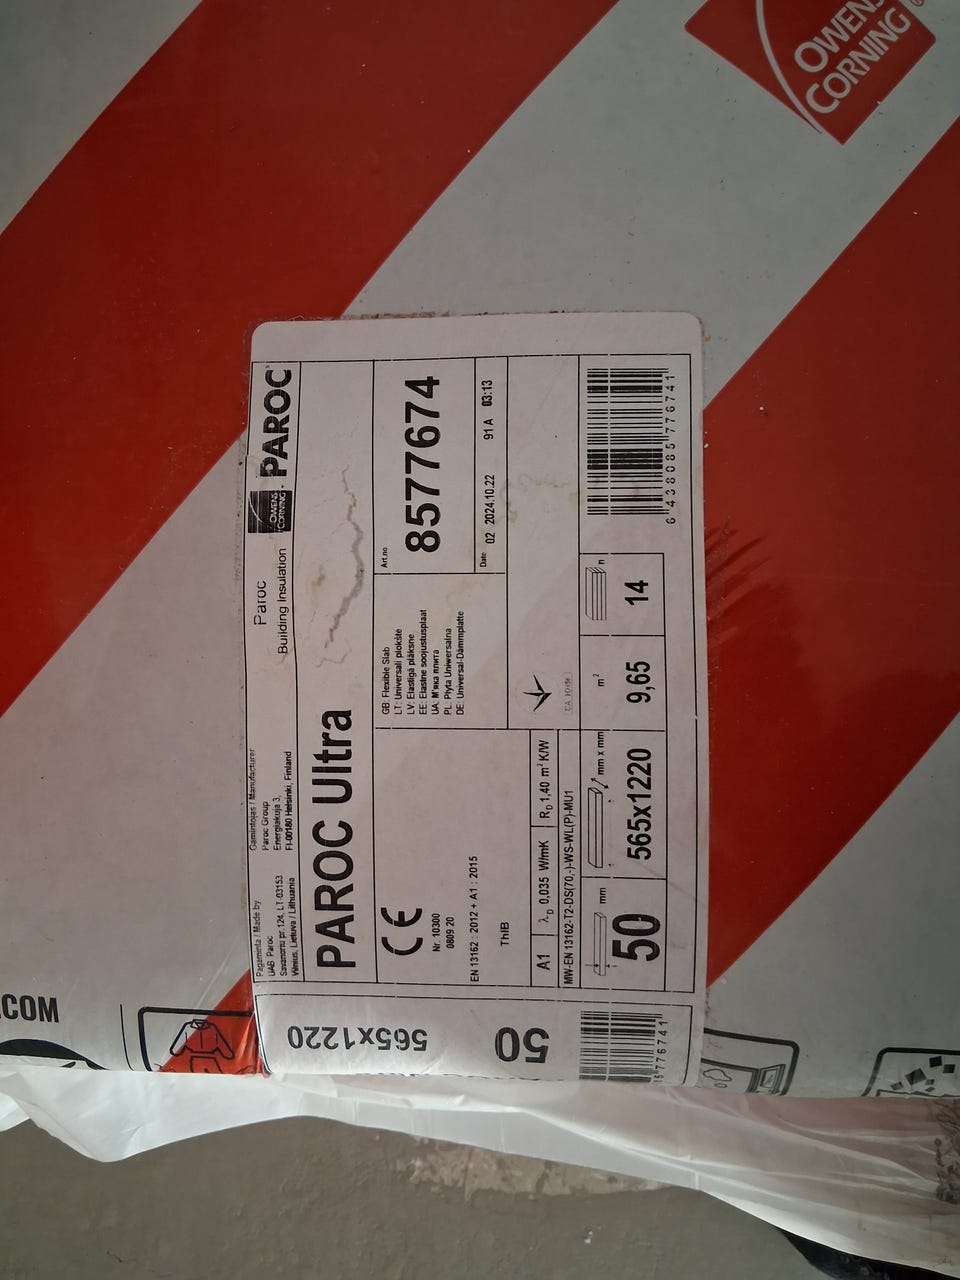 OWENS
CORNING
.COM
Pagaminta / Made by
UAB Paroc
Savanorių pr. 124, LT-03153
Vilnius, Lietuva / Lithuania
Gamintojas / Manufacturer
Paroc Group
Energiakuja 3,
FI-00180 Helsinki, Finland
Paroc
Building Insulation
OWENS
CORNING
PAROC
PAROC Ultra
CE
Nr. 10300
0809 20
EN 13162 : 2012 + A1 : 2015
ThIB
GB: Flexible Slab
LT: Universali plokštė
LV: Elastīgā plāksne
EE: Elastne soojustusplaat
UA: М'яка плита
PL: Płyta Uniwersalna
DE: Universal-Dämmplatte
Art.no
8577674
Date
02 2024.10.22 91 A 03:13
A1 λD 0,035 W/mK RD 1,40 m² K/W
MW-EN 13162-T2-DS(70,-)-WS-WL(P)-MU1
mm
50
mm x mm
565x1220
m²
9,65
n
14
6 438085 776741
565x1220
50
5776741